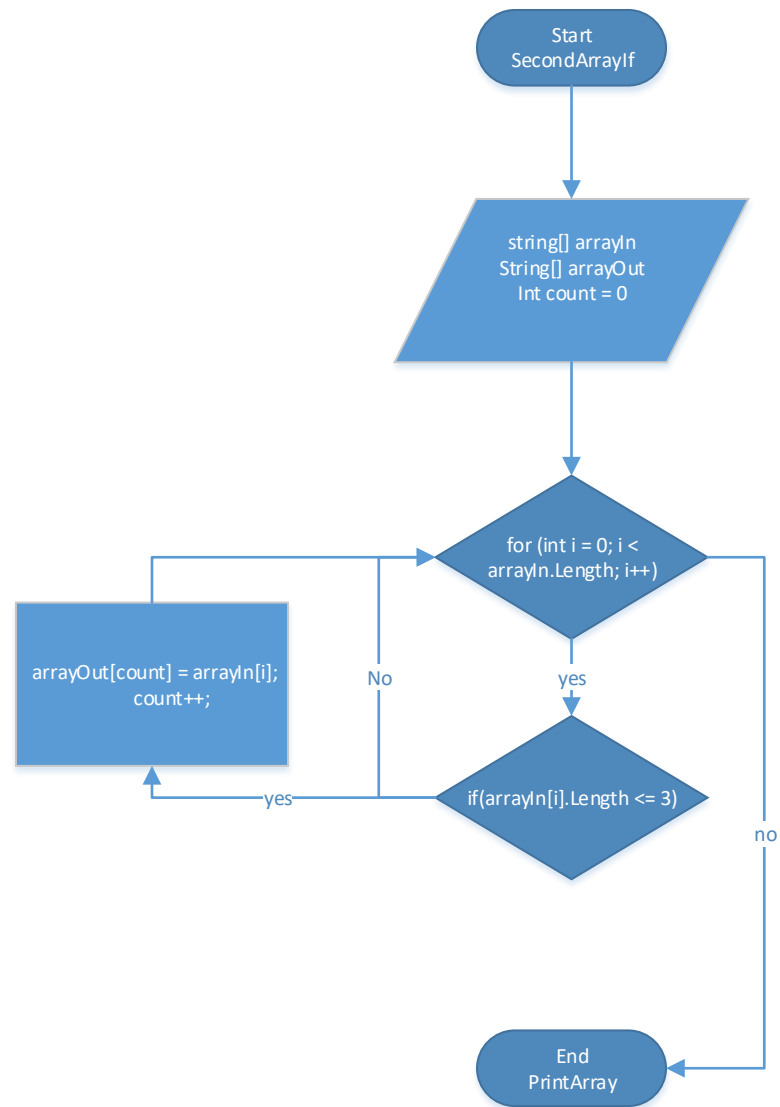 Start
SecondArrayIf
string[] arrayIn
String[] arrayOut
Int count = 0
for (int i = 0; i <
arrayIn.Length; i++)
arrayOut[count] = arrayIn[i];
count++;
No
yes
if(arrayIn[i].Length <= 3)
yes
no
End
PrintArray